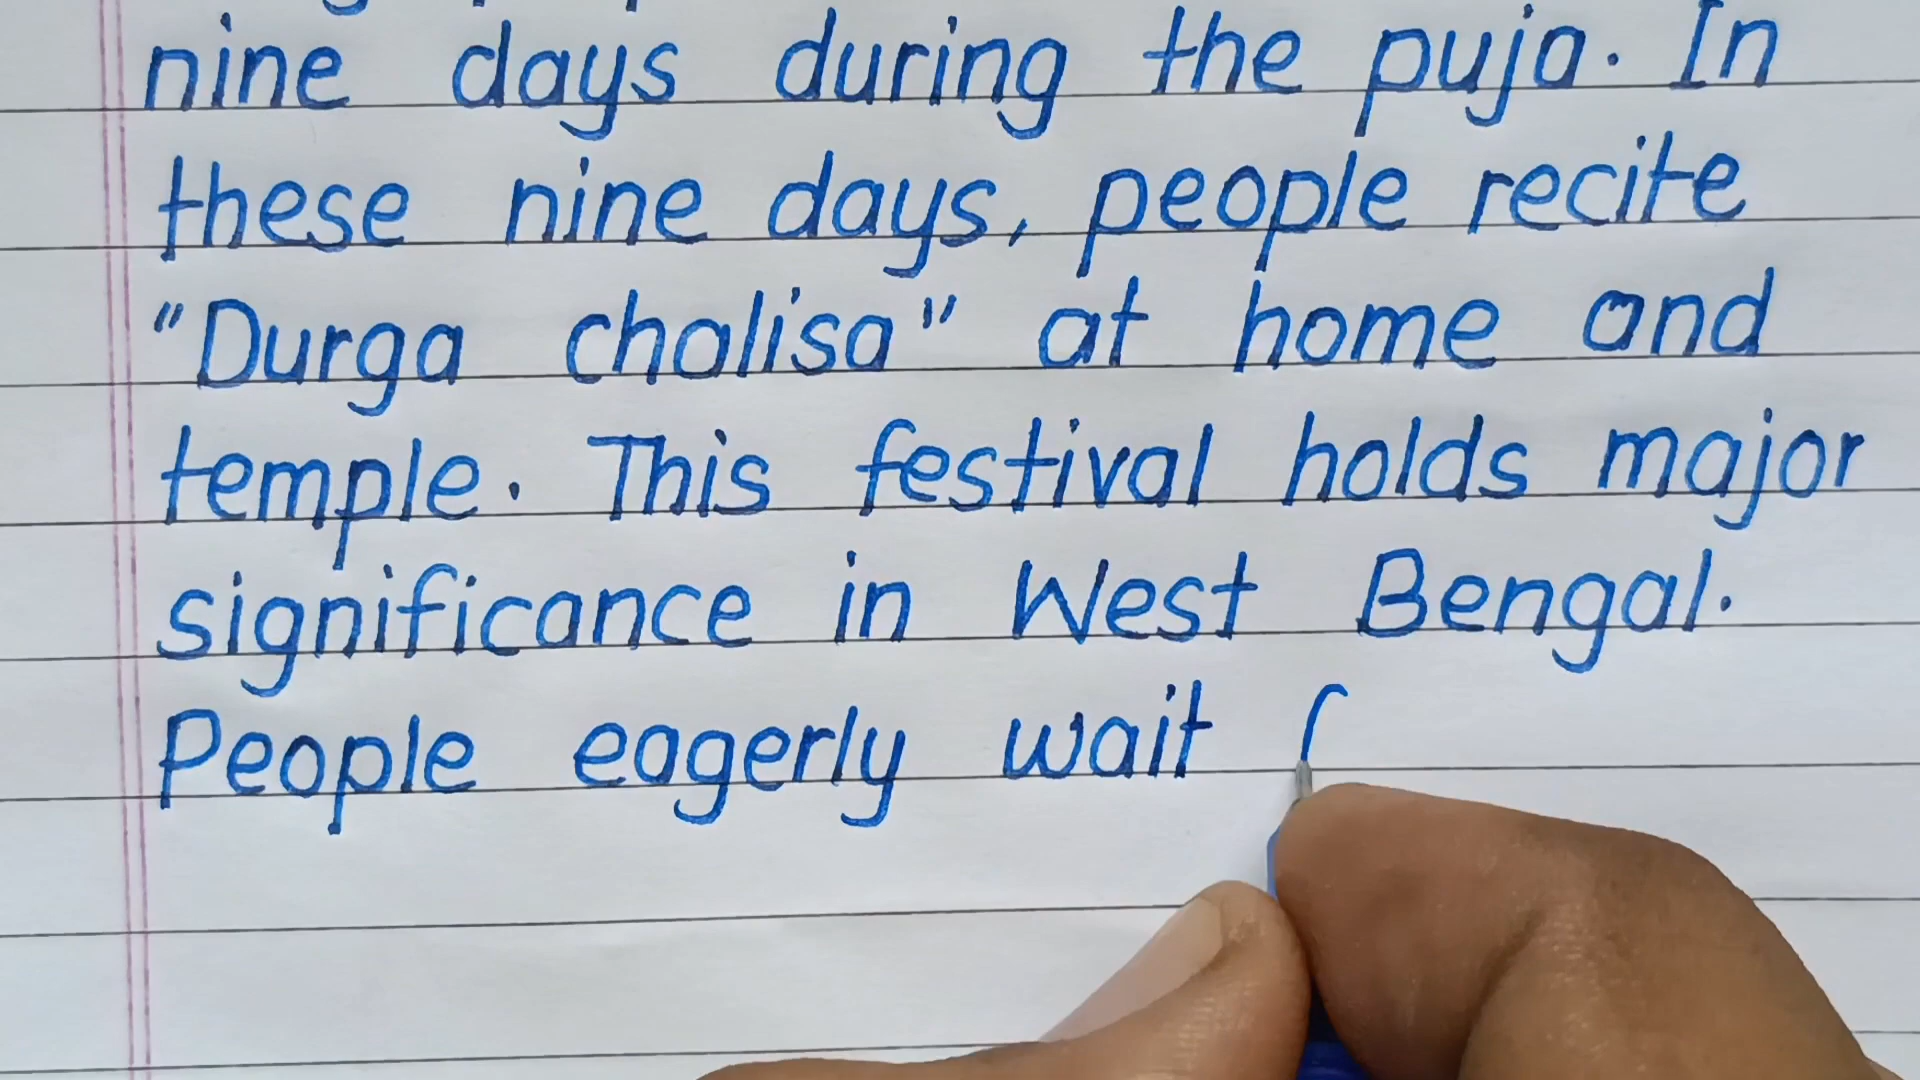 nine days during the puja. In
these nine days, people recite
"Durga chalisa" at home and
temple. This festival holds major
significance in West Bengal.
People eagerly wait